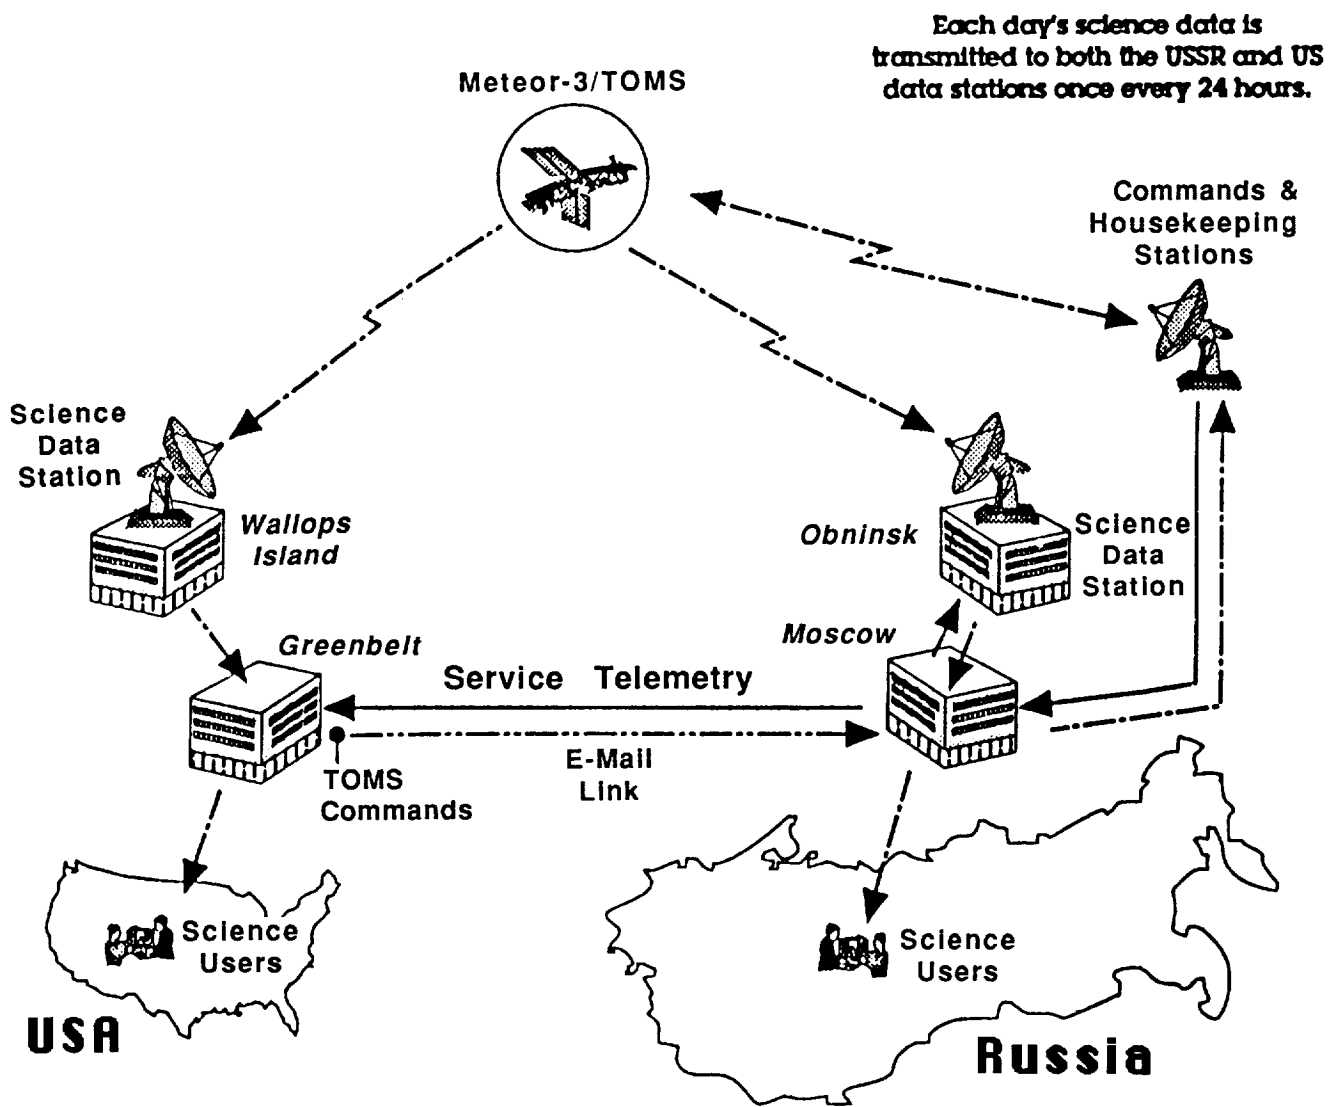 Each day's science data is
transmitted to both the USSR and US
data stations once every 24 hours.
Meteor-3/TOMS
Commands &
Housekeeping
Stations
Science
Data
Station
Wallops
Island
Obninsk
Science
Data
Station
Greenbelt
Moscow
Service Telemetry
E-Mail
Link
TOMS
Commands
Science
Users
Science
Users
USA
Russia